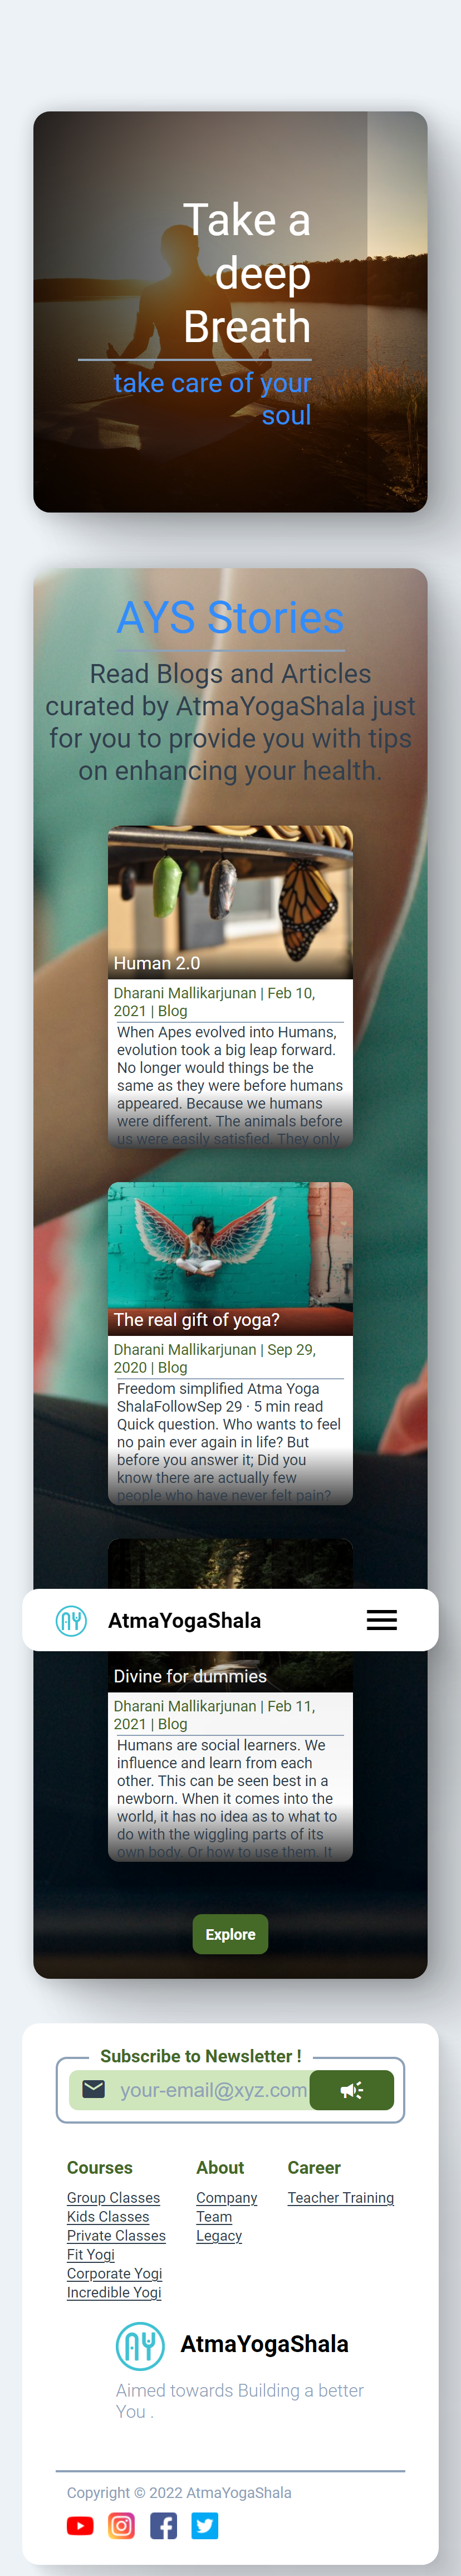 Take a
deep
Breath
take care of your
soul
AYS Stories
Read Blogs and Articles
curated by AtmaYogaShala just
for you to provide you with tips
on enhancing your health.
Human 2.0
Dharani Mallikarjunan | Feb 10,
2021 | Blog
When Apes evolved into Humans,
evolution took a big leap forward.
No longer would things be the
same as they were before humans
appeared. Because we humans
were different. The animals before
us were easily satisfied. They only
The real gift of yoga?
Dharani Mallikarjunan | Sep 29,
2020 | Blog
Freedom simplified Atma Yoga
ShalaFollowSep 29 · 5 min read
Quick question. Who wants to feel
no pain ever again in life? But
before you answer it; Did you
know there are actually few
people who have never felt pain?
AtmaYogaShala
Divine for dummies
Dharani Mallikarjunan | Feb 11,
2021 | Blog
Humans are social learners. We
influence and learn from each
other. This can be seen best in a
newborn. When it comes into the
world, it has no idea as to what to
do with the wiggling parts of its
own body. Or how to use them. It
Explore
Subscribe to Newsletter !
your-email@xyz.com
Courses
Group Classes
Kids Classes
Private Classes
Fit Yogi
Corporate Yogi
Incredible Yogi
About
Company
Team
Legacy
Career
Teacher Training
AtmaYogaShala
Aimed towards Building a better
You .
Copyright © 2022 AtmaYogaShala